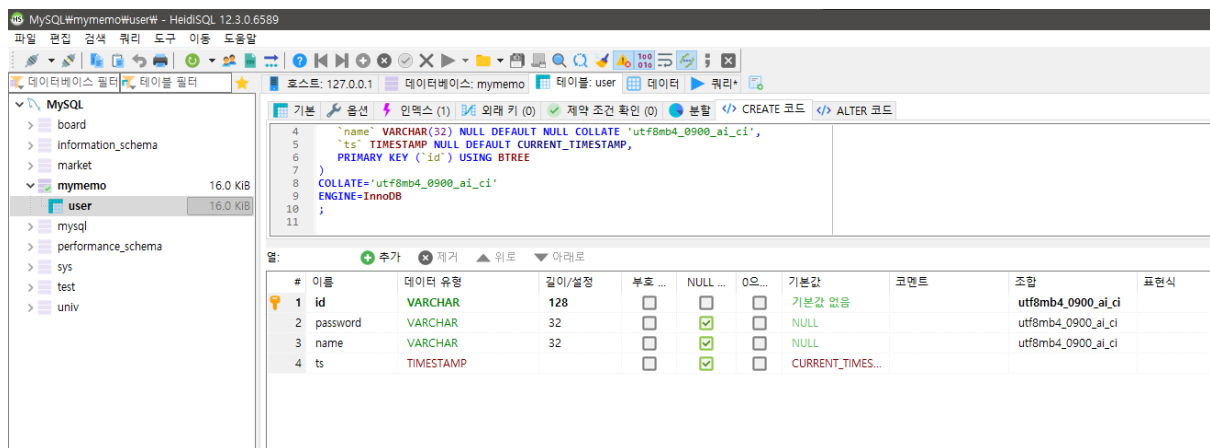 MySQL₩mymemo₩user₩ - HeidiSQL 12.3.0.6589
파일 편집 검색 쿼리 도구 이동 도움말
데이터베이스 필터 테이블 필터
호스트: 127.0.0.1 데이터베이스: mymemo 테이블: user 데이터 쿼리*
MySQL
board
information_schema
market
mymemo 16.0 KiB
user 16.0 KiB
mysql
performance_schema
sys
test
univ
기본 옵션 인덱스 (1) 외래 키 (0) 제약 조건 확인 (0) 분할 CREATE 코드 ALTER 코드
4 `name` VARCHAR(32) NULL DEFAULT NULL COLLATE 'utf8mb4_0900_ai_ci',
5 `ts` TIMESTAMP NULL DEFAULT CURRENT_TIMESTAMP,
6 PRIMARY KEY (`id`) USING BTREE
7 )
8 COLLATE='utf8mb4_0900_ai_ci'
9 ENGINE=InnoDB
10 ;
11
열: 추가 제거 위로 아래로
# 이름 데이터 유형 길이/설정 부호 ... NULL ... 0으... 기본값 코멘트 조합 표현식
1 id VARCHAR 128 기본값 없음 utf8mb4_0900_ai_ci
2 password VARCHAR 32 NULL utf8mb4_0900_ai_ci
3 name VARCHAR 32 NULL utf8mb4_0900_ai_ci
4 ts TIMESTAMP CURRENT_TIMES...